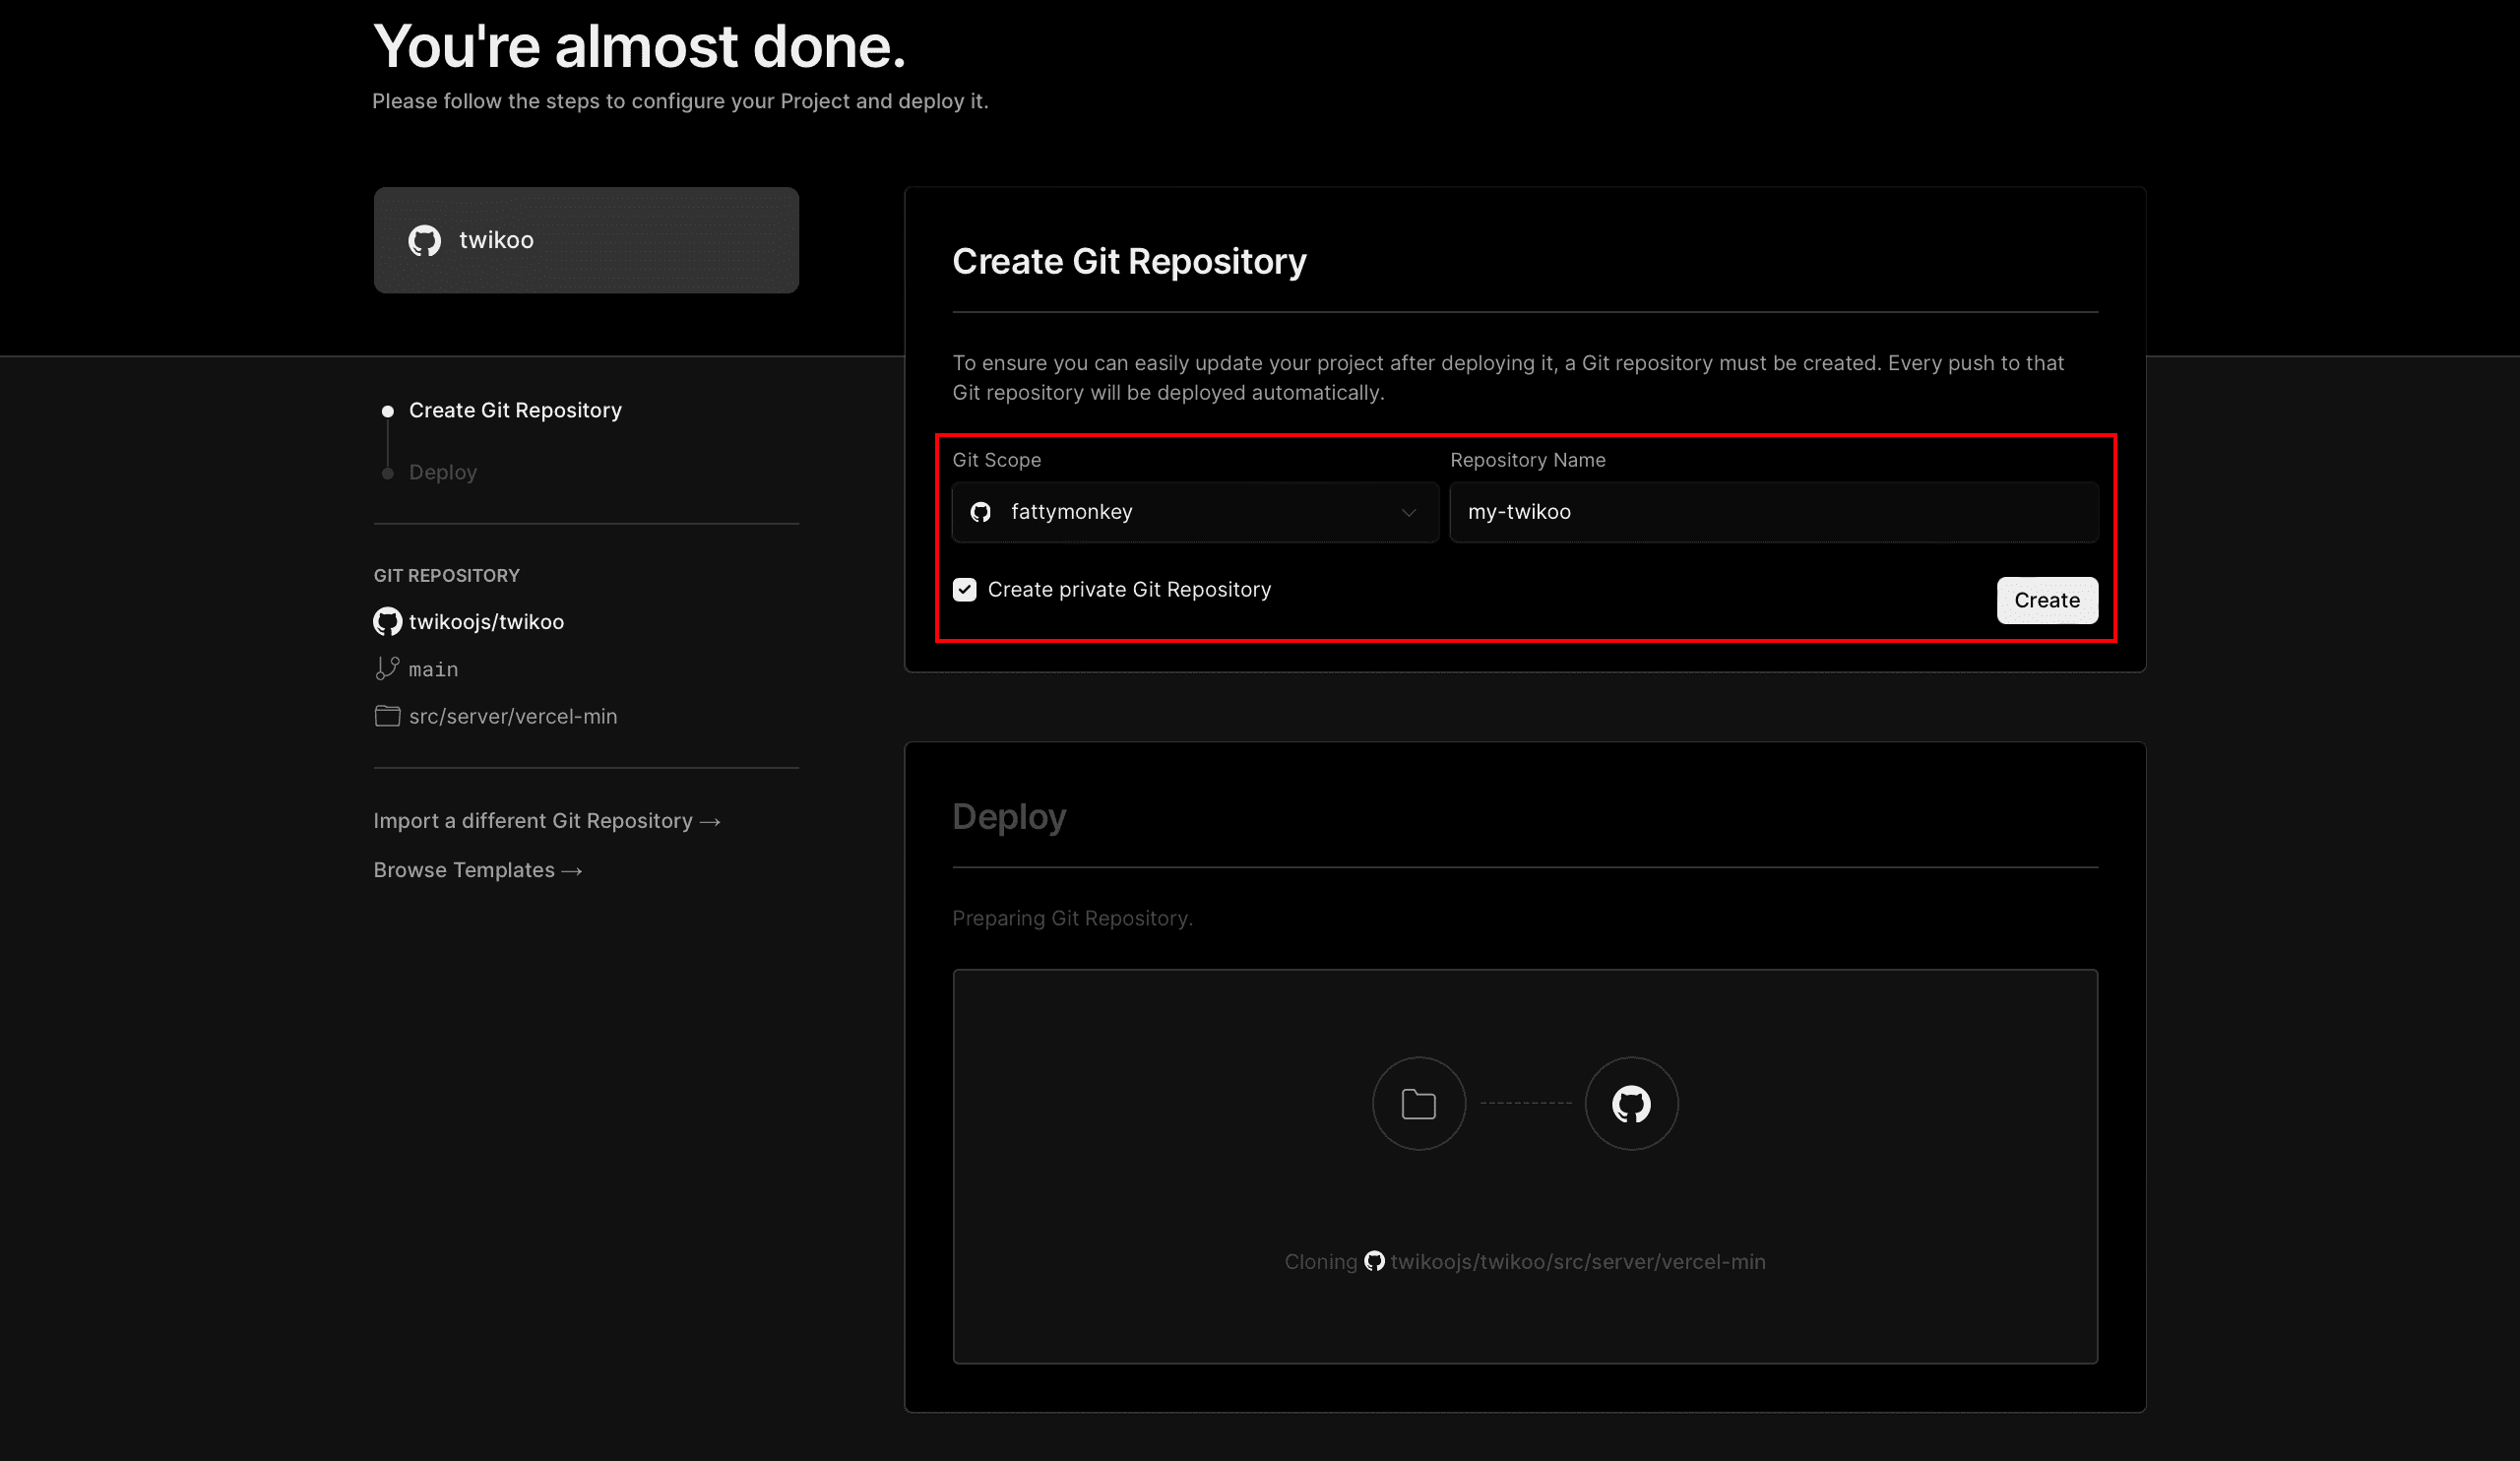 You're almost done.
Please follow the steps to configure your Project and deploy it.
twikoo
Create Git Repository
Deploy
GIT REPOSITORY
twikoojs/twikoo
main
src/server/vercel-min
Import a different Git Repository →
Browse Templates →
Create Git Repository
To ensure you can easily update your project after deploying it, a Git repository must be created. Every push to that
Git repository will be deployed automatically.
Git Scope
Repository Name
fattymonkey
my-twikoo
Create private Git Repository
Create
Deploy
Preparing Git Repository.
Cloning twikoojs/twikoo/src/server/vercel-min